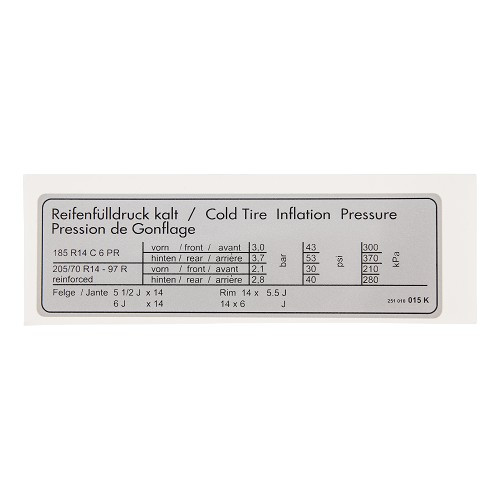 Reifenfülldruck kalt / Cold Tire Inflation Pressure
Pression de Gonflage
185 R14 C 6 PR vorn / front / avant 3,0 bar 43 psi 300 kPa
hinten / rear / arrière 3,7 53 370
205/70 R14 - 97 R vorn / front / avant 2,1 30 210
reinforced hinten / rear / arrière 2,8 40 280
Felge / Jante 5 1/2 J x 14 Rim 14 x 5.5 J
6 J x 14 14 x 6 J
251 010 015 K